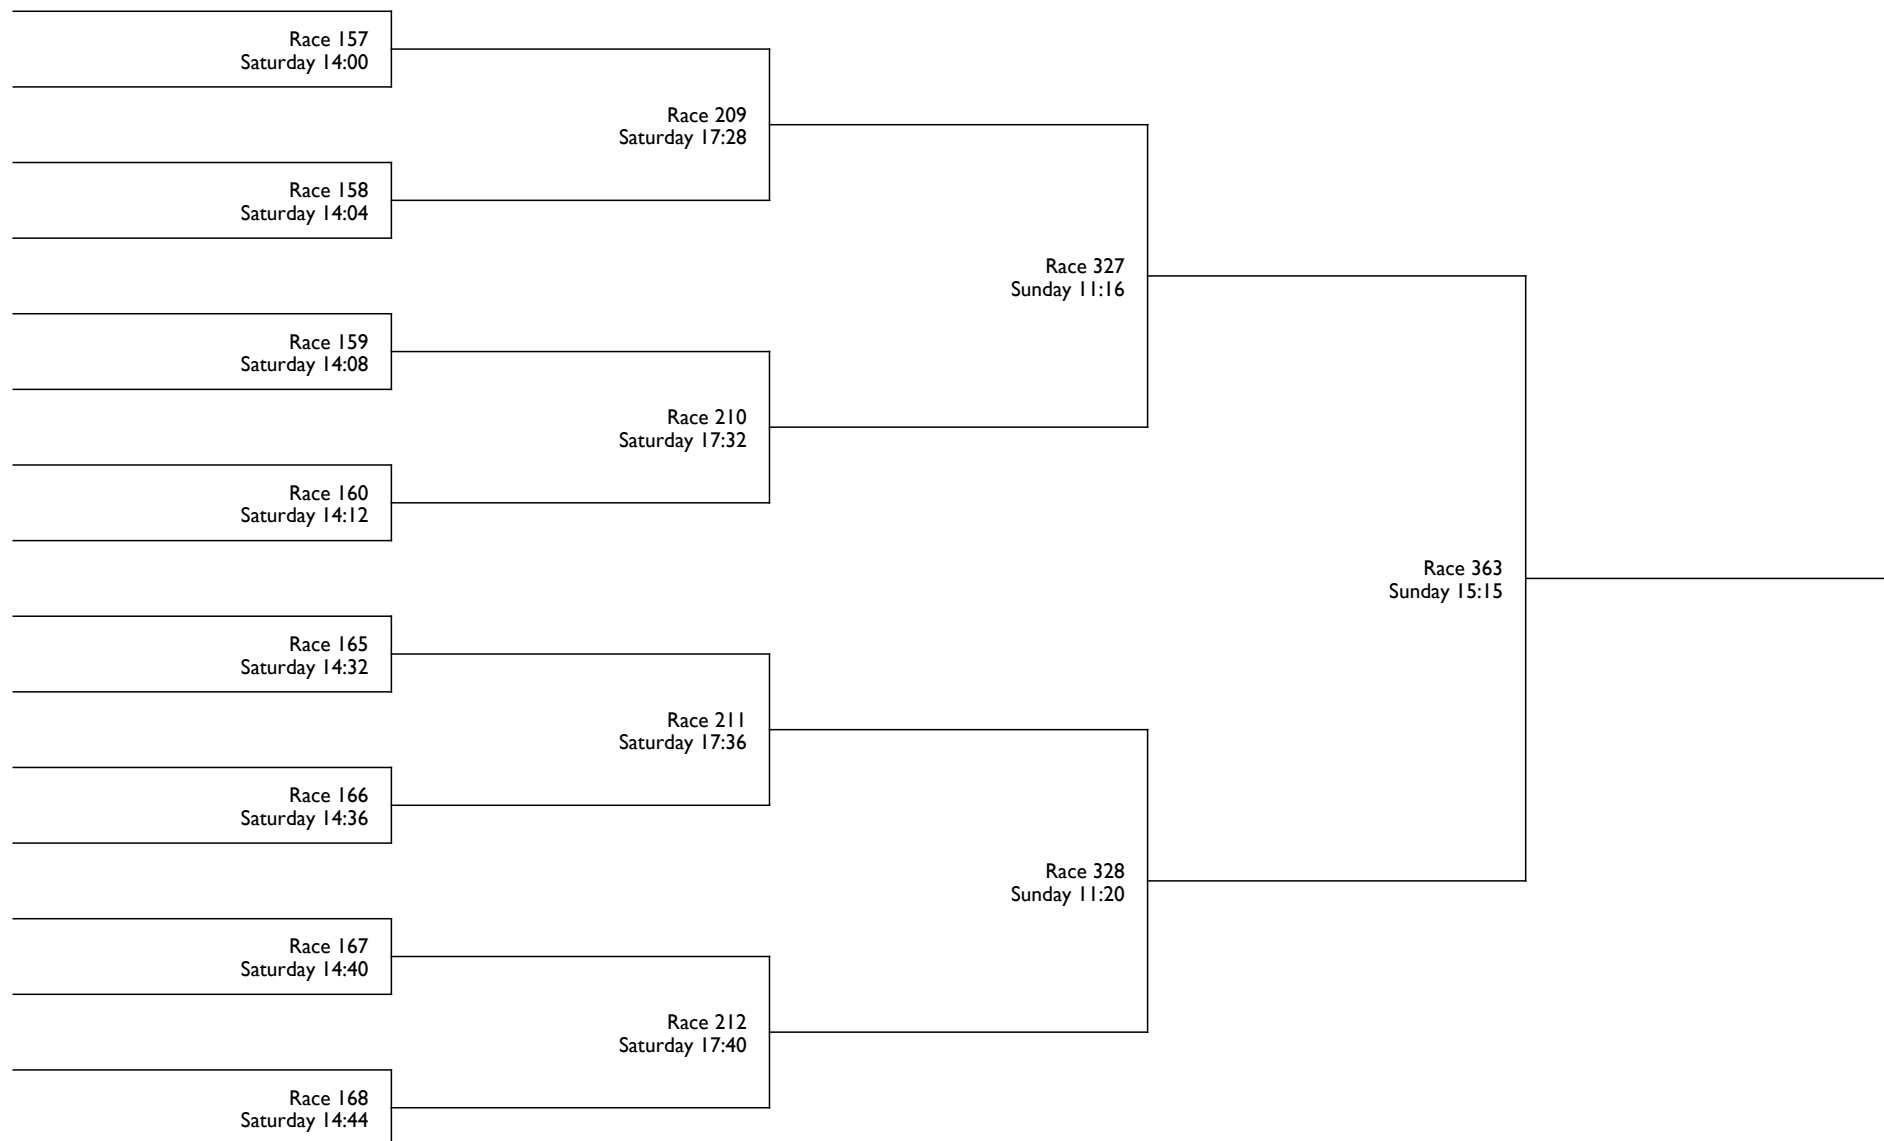 Race 157
Saturday 14:00
Race 209
Saturday 17:28
Race 158
Saturday 14:04
Race 327
Sunday 11:16
Race 159
Saturday 14:08
Race 210
Saturday 17:32
Race 160
Saturday 14:12
Race 363
Sunday 15:15
Race 165
Saturday 14:32
Race 211
Saturday 17:36
Race 166
Saturday 14:36
Race 328
Sunday 11:20
Race 167
Saturday 14:40
Race 212
Saturday 17:40
Race 168
Saturday 14:44